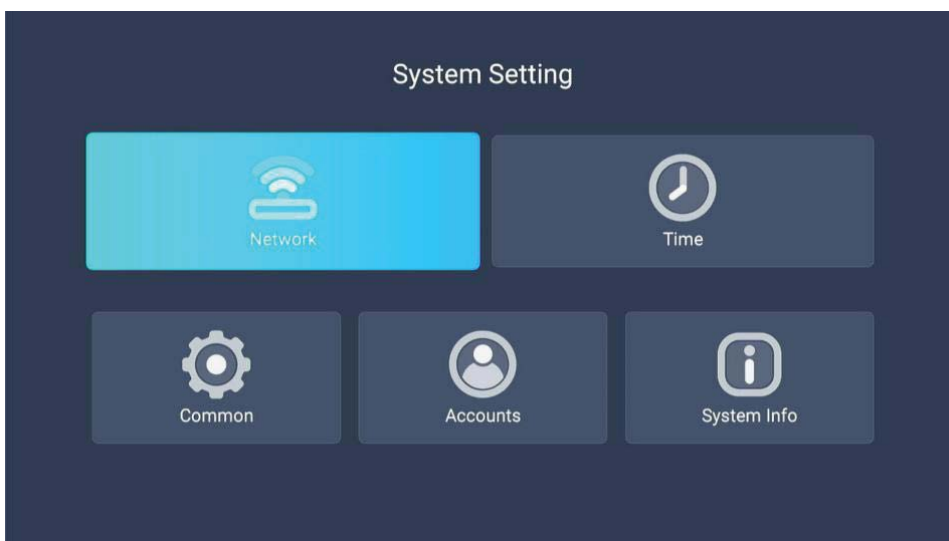 System Setting
Network
Time
Common
Accounts
System Info